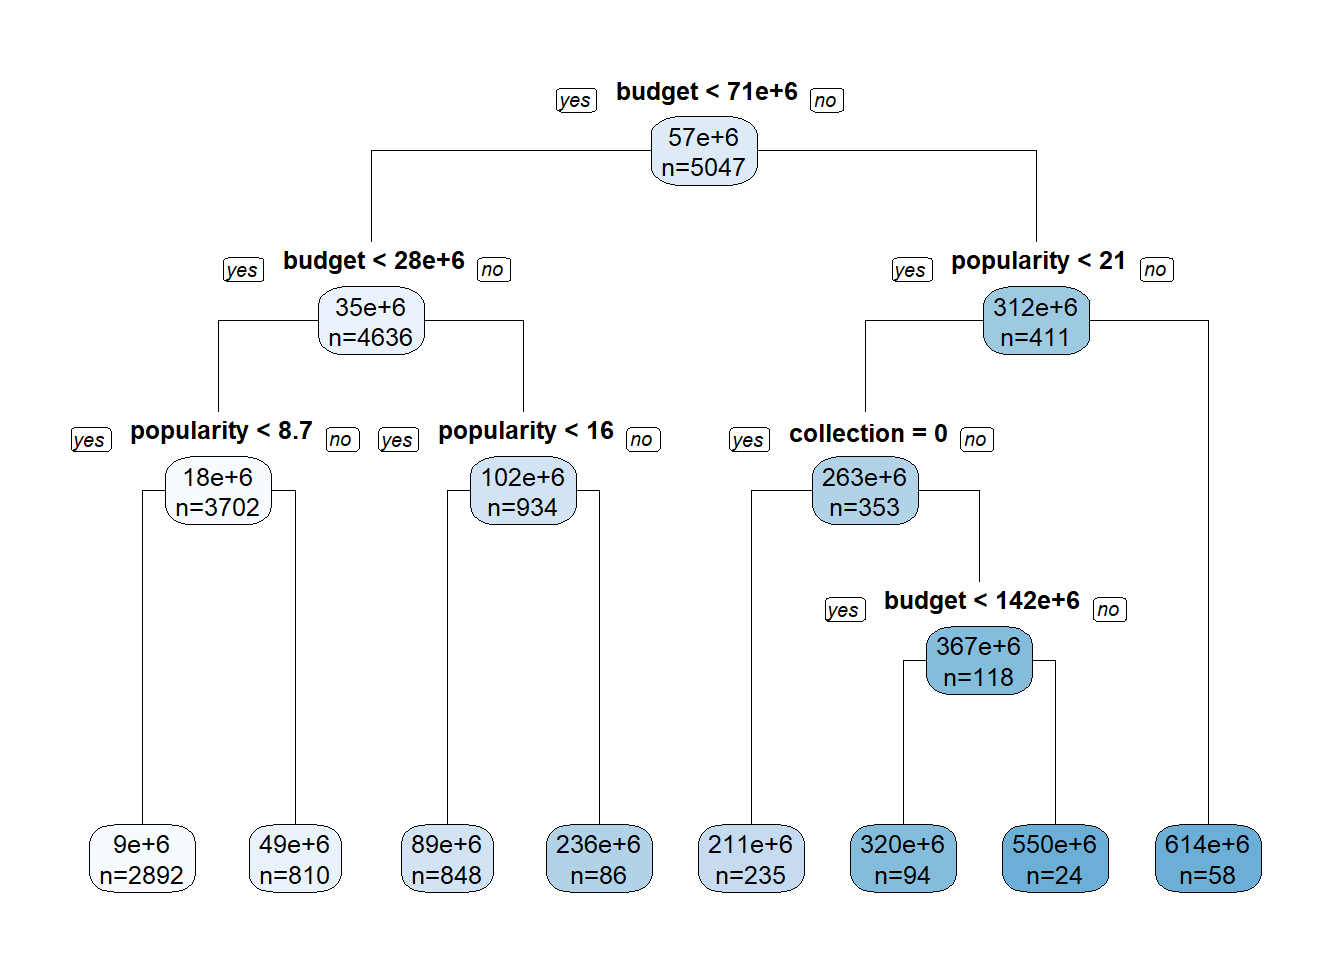 yes budget < 71e+6 no
57e+6
n=5047
yes budget < 28e+6 no
yes popularity < 21 no
35e+6
n=4636
312e+6
n=411
yes popularity < 8.7 no
yes popularity < 16 no
yes collection = 0 no
18e+6
n=3702
102e+6
n=934
263e+6
n=353
yes budget < 142e+6 no
367e+6
n=118
9e+6
n=2892
49e+6
n=810
89e+6
n=848
236e+6
n=86
211e+6
n=235
320e+6
n=94
550e+6
n=24
614e+6
n=58